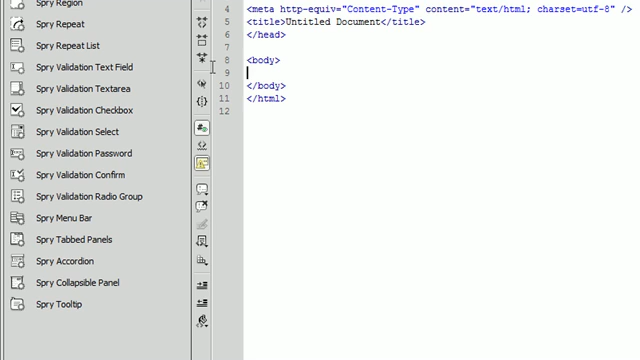 Spry Region
Spry Repeat
Spry Repeat List
Spry Validation Text Field
Spry Validation Textarea
Spry Validation Checkbox
Spry Validation Select
Spry Validation Password
Spry Validation Confirm
Spry Validation Radio Group
Spry Menu Bar
Spry Tabbed Panels
Spry Accordion
Spry Collapsible Panel
Spry Tooltip
4 <meta http-equiv="Content-Type" content="text/html; charset=utf-8" />
5 <title>Untitled Document</title>
6 </head>
7
8 <body>
9
10 </body>
11 </html>
12